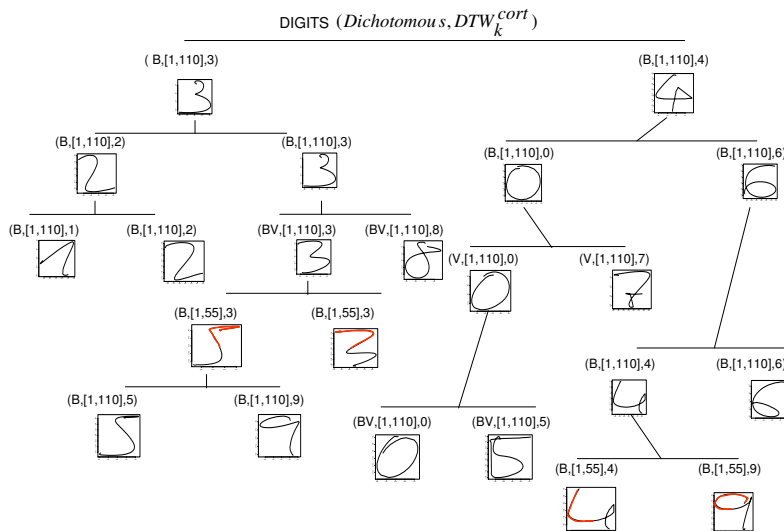 DIGITS (Dichotomous, DTW_k^cort)
( B,[1,110],3) (B,[1,110],4)
(B,[1,110],2) (B,[1,110],3) (B,[1,110],0) (B,[1,110],6)
(B,[1,110],1) (B,[1,110],2) (BV,[1,110],3) (BV,[1,110],8) (V,[1,110],0) (V,[1,110],7)
(B,[1,55],3) (B,[1,55],3) (B,[1,110],4) (B,[1,110],6)
(B,[1,110],5) (B,[1,110],9) (BV,[1,110],0) (BV,[1,110],5)
(B,[1,55],4) (B,[1,55],9)